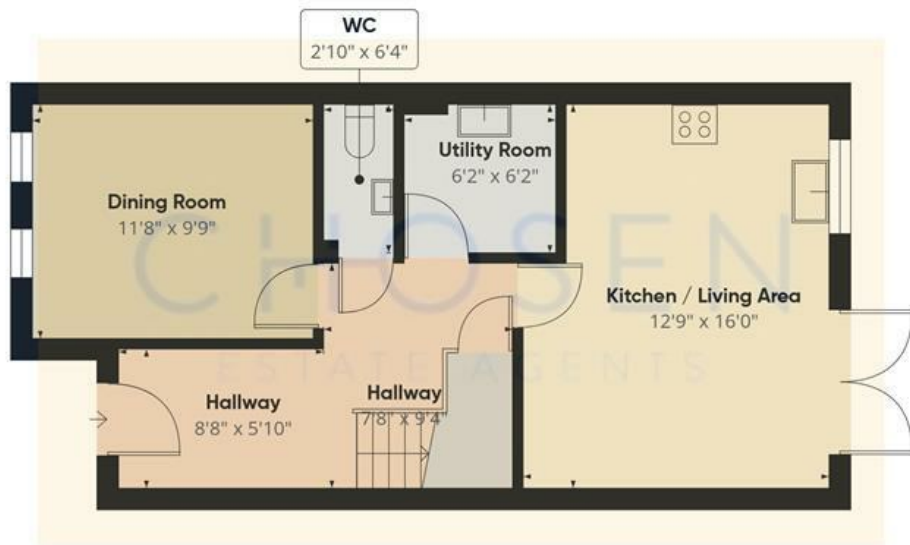 WC
2'10" x 6'4"
Utility Room
6'2" x 6'2"
Dining Room
11'8" x 9'9"
CHOSEN
ESTATE AGENTS
Kitchen / Living Area
12'9" x 16'0"
Hallway
8'8" x 5'10"
Hallway
7'8" x 9'4"